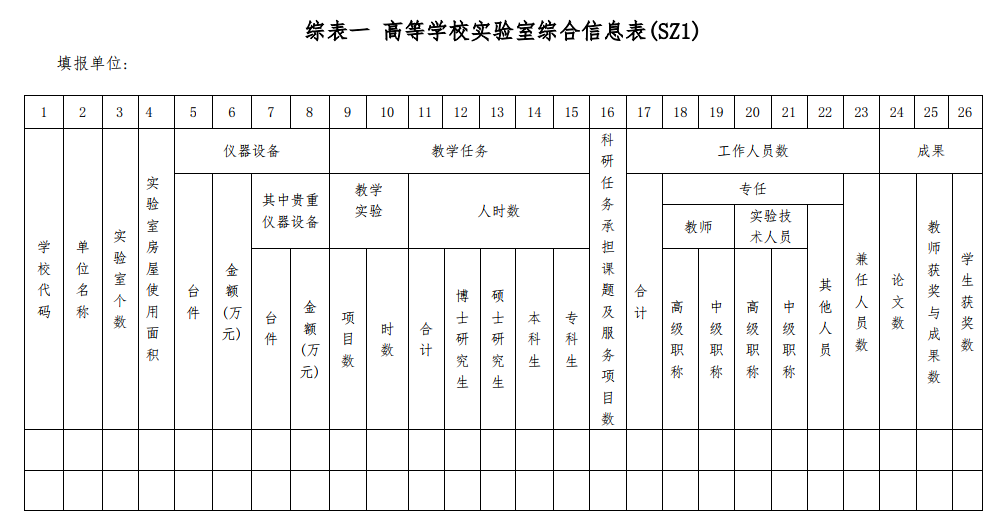 综表一 高等学校实验室综合信息表(SZ1)
填报单位:
1 2 3 4 5 6 7 8 9 10 11 12 13 14 15 16 17 18 19 20 21 22 23 24 25 26
学校代码
单位名称
实验室个数
实验室房屋使用面积
仪器设备
台件
金额(万元)
其中贵重
仪器设备
台件
金额(万元)
教学任务
教学
实验
项目数
时数
人时数
合计
博士研究生
硕士研究生
本科生
专科生
科研任务承担课题及服务项目数
工作人员数
合计
专任
教师
高级职称
中级职称
实验技
术人员
高级职称
中级职称
其他人员
兼任人员数
成果
论文数
教师获奖与成果数
学生获奖数